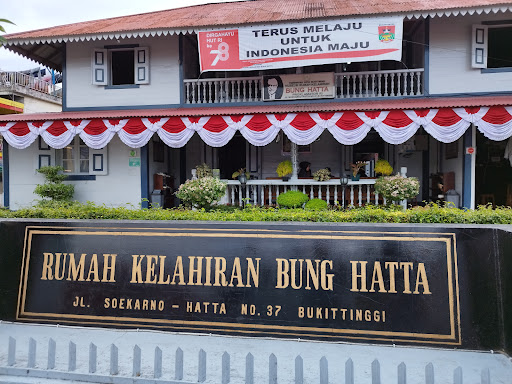 DIRGAHAYU
HUT RI
KE
78
TERUS MELAJU
UNTUK
INDONESIA MAJU
BUNG HATTA
RUMAH KELAHIRAN BUNG HATTA
JL. SOEKARNO – HATTA NO. 37 BUKITTINGGI